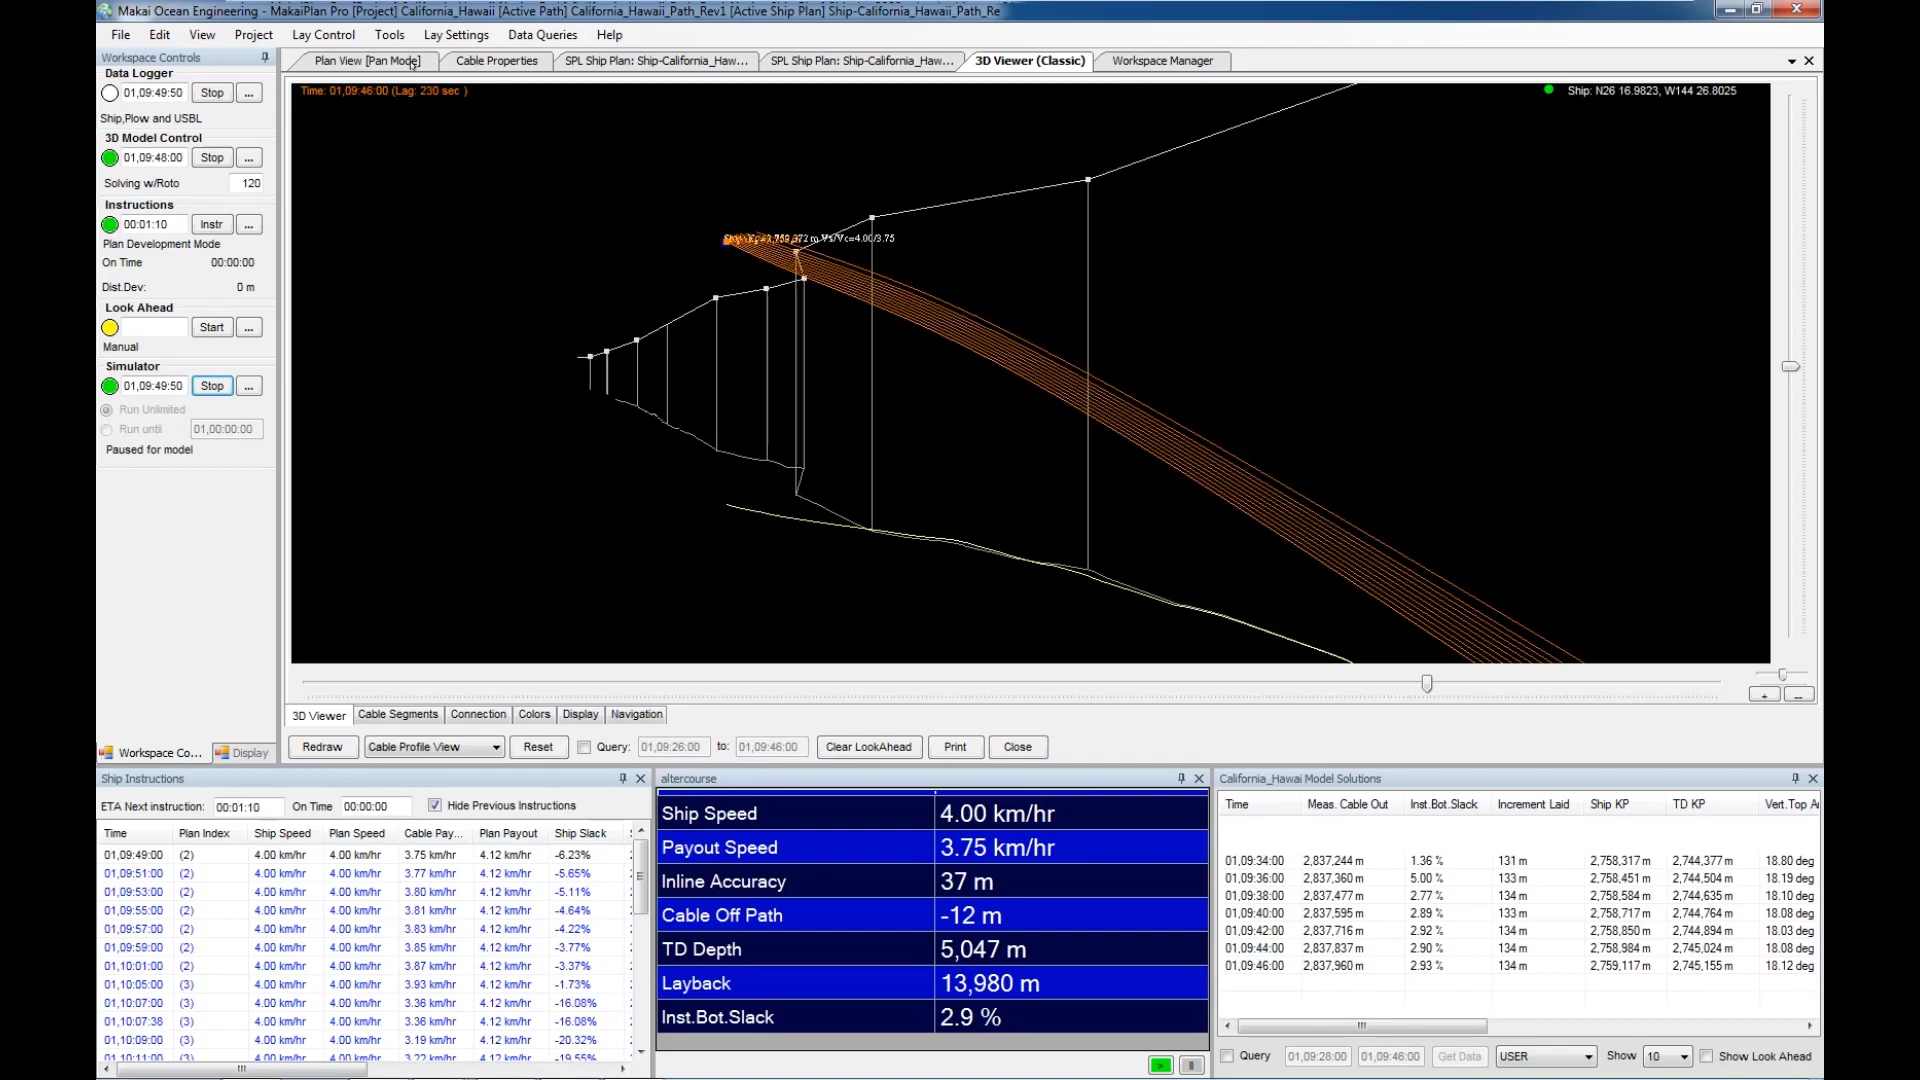 Makai Ocean Engineering - MakaiPlan Pro [Project] California_Hawaii [Active Path] California_Hawaii_Path_Rev1 [Active Ship Plan] Ship-California_Hawaii_Path_Re
File Edit View Project Lay Control Tools Lay Settings Data Queries Help
Workspace Controls
Data Logger
01,09:49:50 Stop ...
Ship,Plow and USBL
3D Model Control
01,09:48:00 Stop ...
Solving w/Roto 120
Instructions
00:01:10 Instr ...
Plan Development Mode
On Time 00:00:00
Dist.Dev: 0 m
Look Ahead
Start ...
Manual
Simulator
01,09:49:50 Stop ...
Run Unlimited
Run until 01,00:00:00
Paused for model
Workspace Co... Display
Plan View [Pan Mode] Cable Properties SPL Ship Plan: Ship-California_Haw... SPL Ship Plan: Ship-California_Haw... 3D Viewer (Classic) Workspace Manager
Time: 01,09:46:00 (Lag: 230 sec )
Ship: N26 16.9823, W144 26.8025
Vs/Vc=4.00/3.75
+ -
3D Viewer Cable Segments Connection Colors Display Navigation
Redraw Cable Profile View Reset Query: 01,09:26:00 to: 01,09:46:00 Clear LookAhead Print Close
Ship Instructions
ETA Next instruction: 00:01:10 On Time 00:00:00 Hide Previous Instructions
Time Plan Index Ship Speed Plan Speed Cable Pay... Plan Payout Ship Slack
01,09:49:00 (2) 4.00 km/hr 4.00 km/hr 3.75 km/hr 4.12 km/hr -6.23%
01,09:51:00 (2) 4.00 km/hr 4.00 km/hr 3.77 km/hr 4.12 km/hr -5.65%
01,09:53:00 (2) 4.00 km/hr 4.00 km/hr 3.80 km/hr 4.12 km/hr -5.11%
01,09:55:00 (2) 4.00 km/hr 4.00 km/hr 3.81 km/hr 4.12 km/hr -4.64%
01,09:57:00 (2) 4.00 km/hr 4.00 km/hr 3.83 km/hr 4.12 km/hr -4.22%
01,09:59:00 (2) 4.00 km/hr 4.00 km/hr 3.85 km/hr 4.12 km/hr -3.77%
01,10:01:00 (2) 4.00 km/hr 4.00 km/hr 3.87 km/hr 4.12 km/hr -3.37%
01,10:05:00 (3) 4.00 km/hr 4.00 km/hr 3.93 km/hr 4.12 km/hr -1.73%
01,10:07:00 (3) 4.00 km/hr 4.00 km/hr 3.36 km/hr 4.12 km/hr -16.08%
01,10:07:38 (3) 4.00 km/hr 4.00 km/hr 3.36 km/hr 4.12 km/hr -16.08%
01,10:09:00 (3) 4.00 km/hr 4.00 km/hr 3.19 km/hr 4.12 km/hr -20.32%
01,10:11:00 (3) 4.00 km/hr 4.00 km/hr 3.22 km/hr 4.12 km/hr -19.55%
altercourse
Ship Speed 4.00 km/hr
Payout Speed 3.75 km/hr
Inline Accuracy 37 m
Cable Off Path -12 m
TD Depth 5,047 m
Layback 13,980 m
Inst.Bot.Slack 2.9 %
California_Hawai Model Solutions
Time Meas. Cable Out Inst.Bot.Slack Increment Laid Ship KP TD KP Vert.Top A
01,09:34:00 2,837,244 m 1.36 % 131 m 2,758,317 m 2,744,377 m 18.80 deg
01,09:36:00 2,837,360 m 5.00 % 133 m 2,758,451 m 2,744,504 m 18.19 deg
01,09:38:00 2,837,477 m 2.77 % 134 m 2,758,584 m 2,744,635 m 18.10 deg
01,09:40:00 2,837,595 m 2.89 % 133 m 2,758,717 m 2,744,764 m 18.08 deg
01,09:42:00 2,837,716 m 2.92 % 134 m 2,758,850 m 2,744,894 m 18.03 deg
01,09:44:00 2,837,837 m 2.90 % 134 m 2,758,984 m 2,745,024 m 18.08 deg
01,09:46:00 2,837,960 m 2.93 % 134 m 2,759,117 m 2,745,155 m 18.12 deg
Query 01,09:28:00 01,09:46:00 Get Data USER Show 10 Show Look Ahead